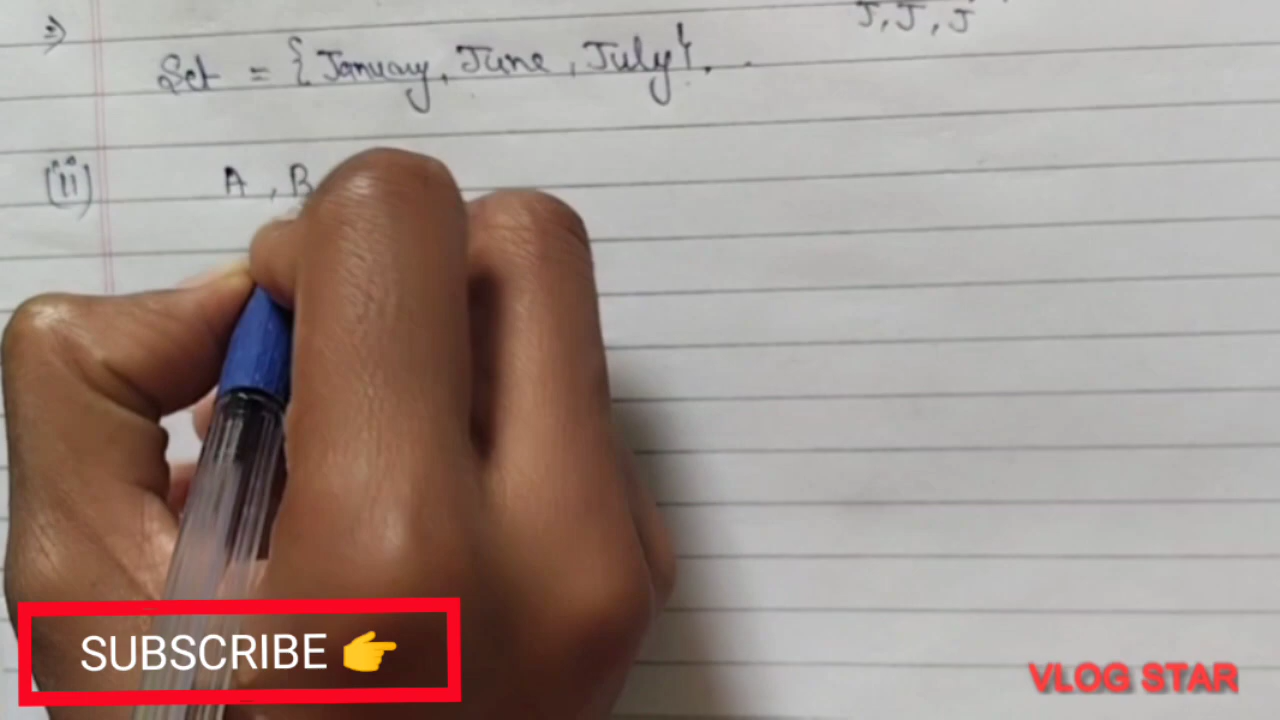 ⇒ J, J, J
Set = {January, June, July}.
(ii) A, B
SUBSCRIBE 👉
VLOG STAR